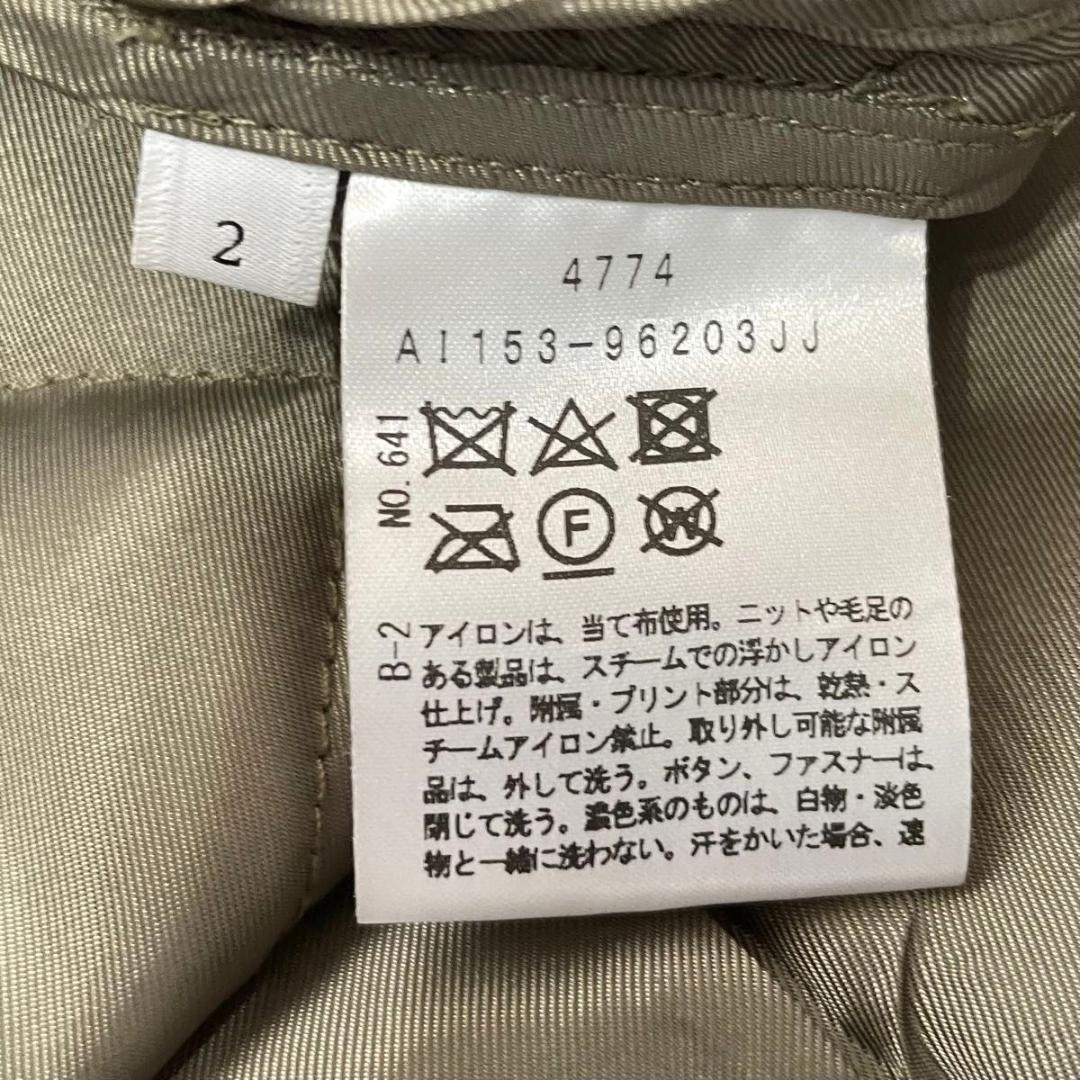 2
4774
AI153-96203JJ
NO.641
F
W
B-2
アイロンは、当て布使用。ニットや毛足の
ある製品は、スチームでの浮かしアイロン
仕上げ。附属・プリント部分は、乾熱・ス
チームアイロン禁止。取り外し可能な附属
品は、外して洗う。ボタン、ファスナーは、
閉じて洗う。濃色系のものは、白物・淡色
物と一緒に洗わない。汗をかいた場合、速